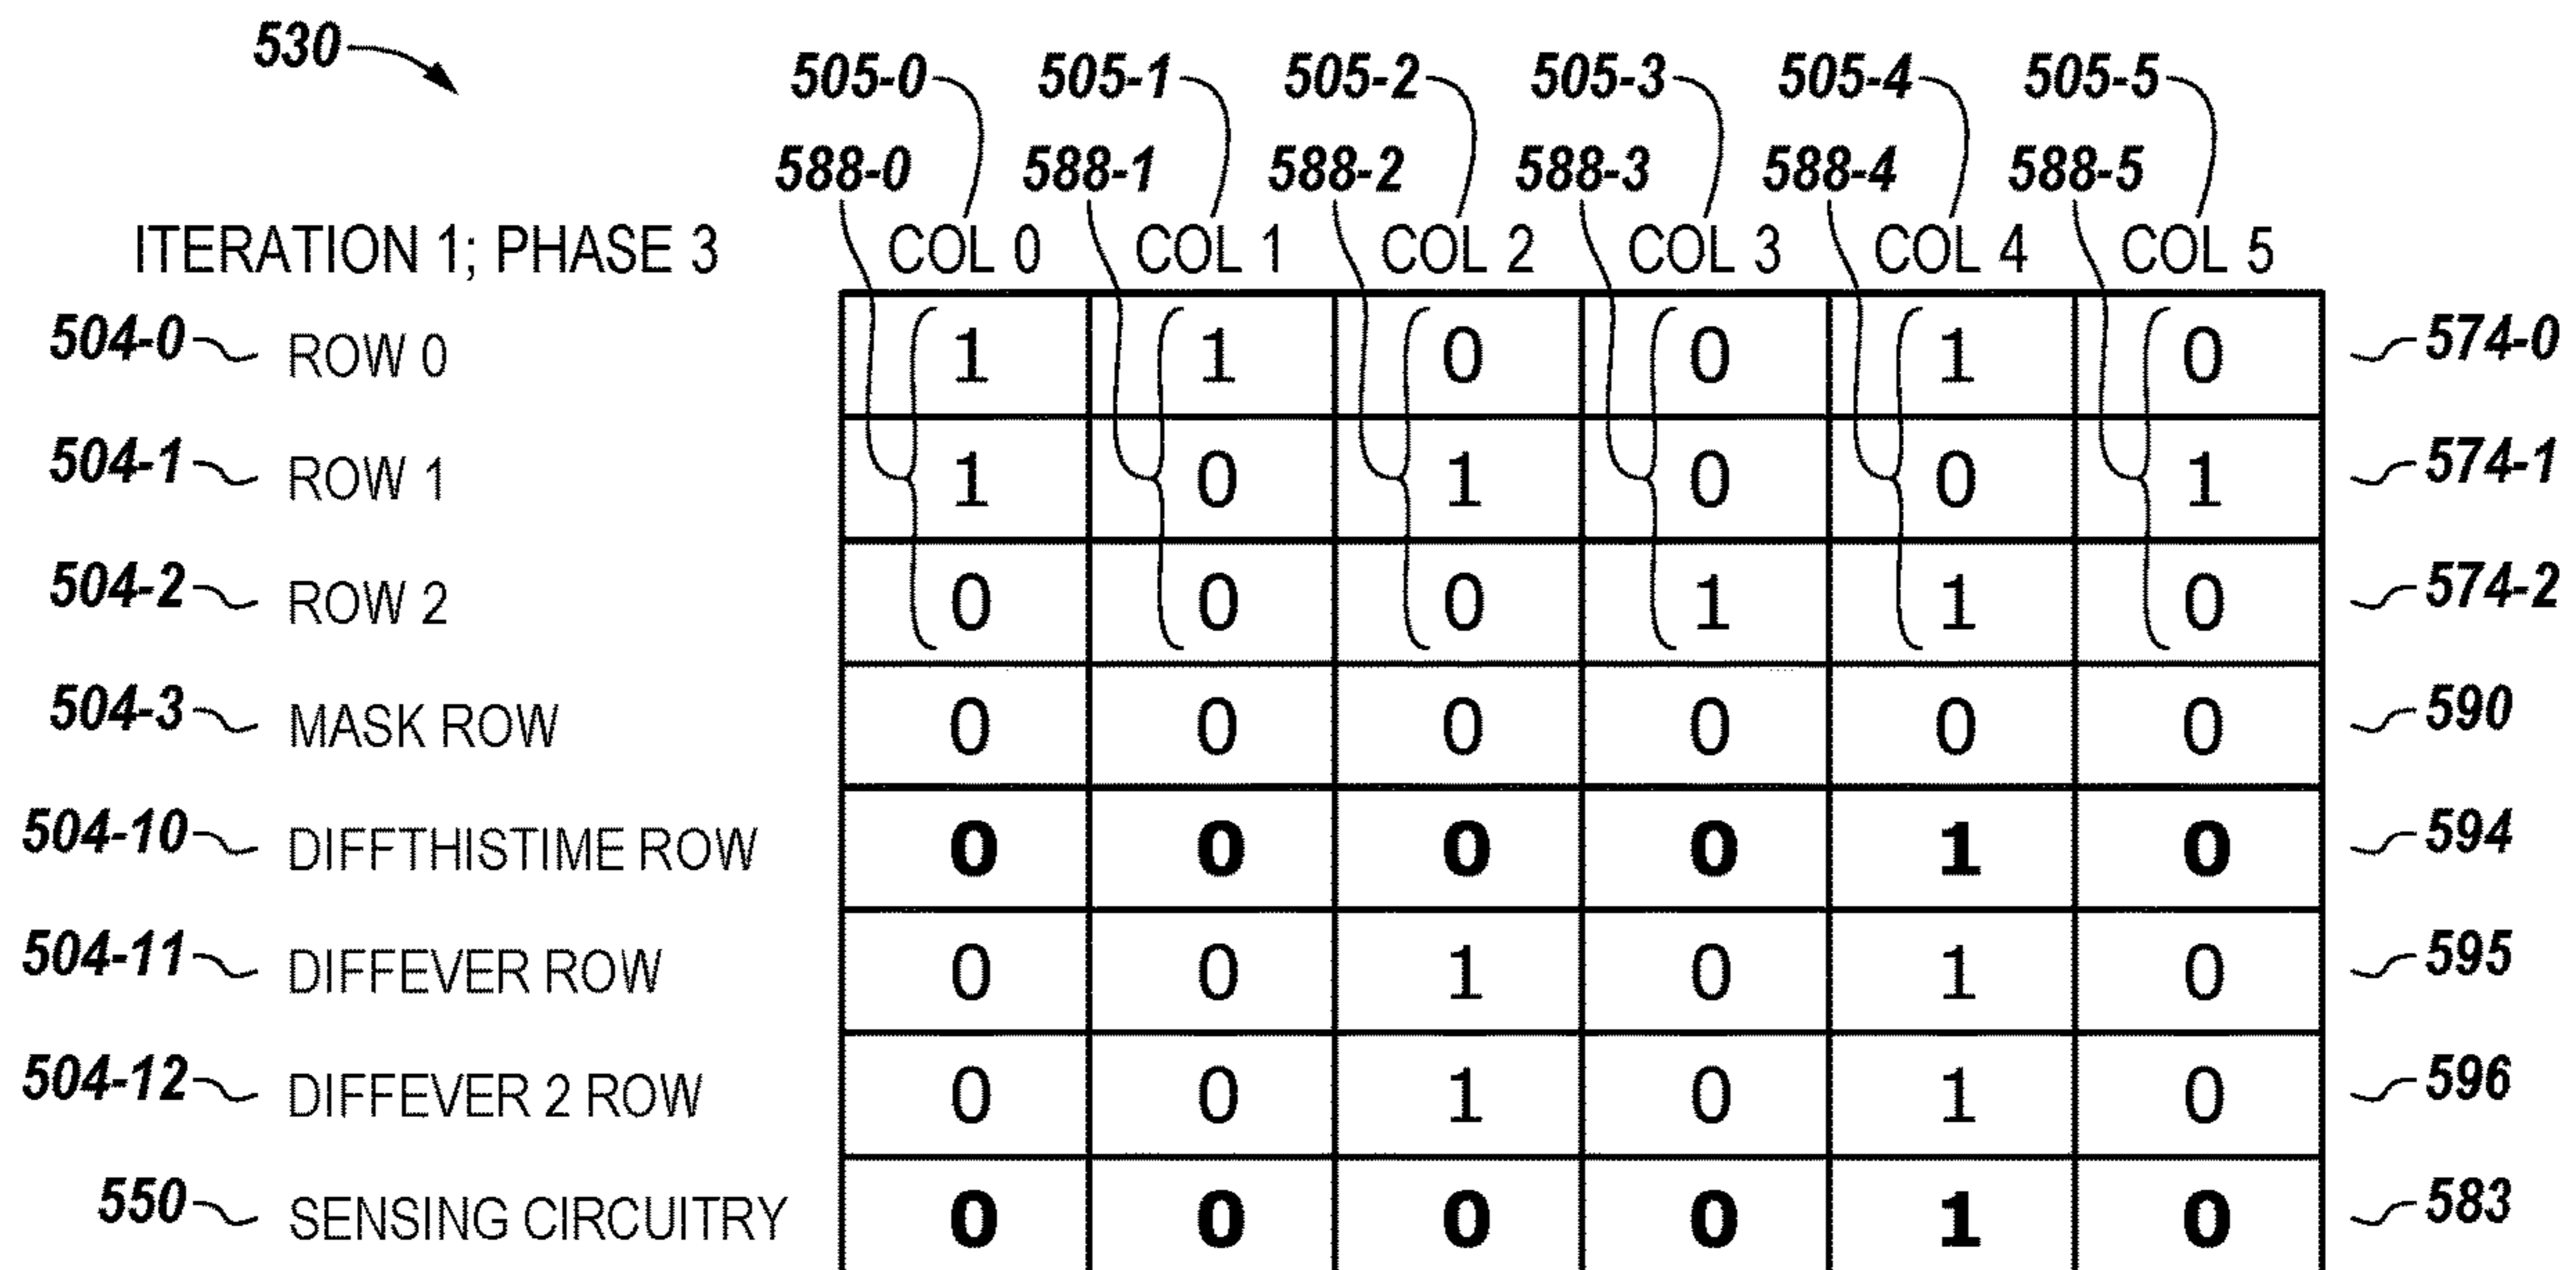 530
505-0 505-1 505-2 505-3 505-4 505-5
588-0 588-1 588-2 588-3 588-4 588-5
ITERATION 1; PHASE 3 COL 0 COL 1 COL 2 COL 3 COL 4 COL 5
504-0 ROW 0 1 1 0 0 1 0 574-0
504-1 ROW 1 1 0 1 0 0 1 574-1
504-2 ROW 2 0 0 0 1 1 0 574-2
504-3 MASK ROW 0 0 0 0 0 0 590
504-10 DIFFTHISTIME ROW 0 0 0 0 1 0 594
504-11 DIFFEVER ROW 0 0 1 0 1 0 595
504-12 DIFFEVER 2 ROW 0 0 1 0 1 0 596
550 SENSING CIRCUITRY 0 0 0 0 1 0 583